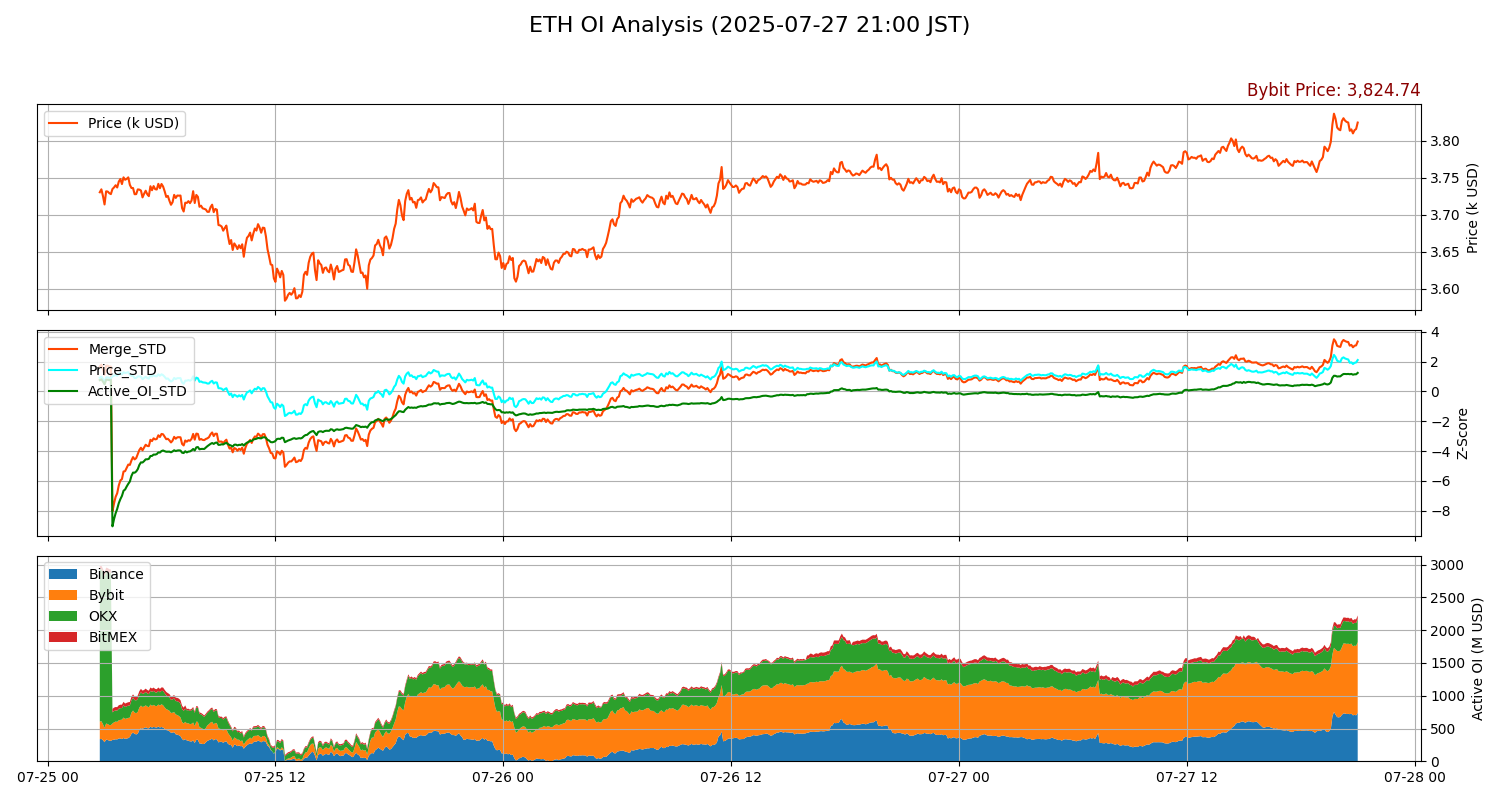 ETH OI Analysis (2025-07-27 21:00 JST)
Bybit Price: 3,824.74
Price (k USD)
3.80
3.75
3.70
3.65
3.60
Price (k USD)
Merge_STD
Price_STD
Active_OI_STD
4
2
0
−2
−4
−6
−8
Z-Score
Binance
Bybit
OKX
BitMEX
3000
2500
2000
1500
1000
500
0
Active OI (M USD)
07-25 00
07-25 12
07-26 00
07-26 12
07-27 00
07-27 12
07-28 00